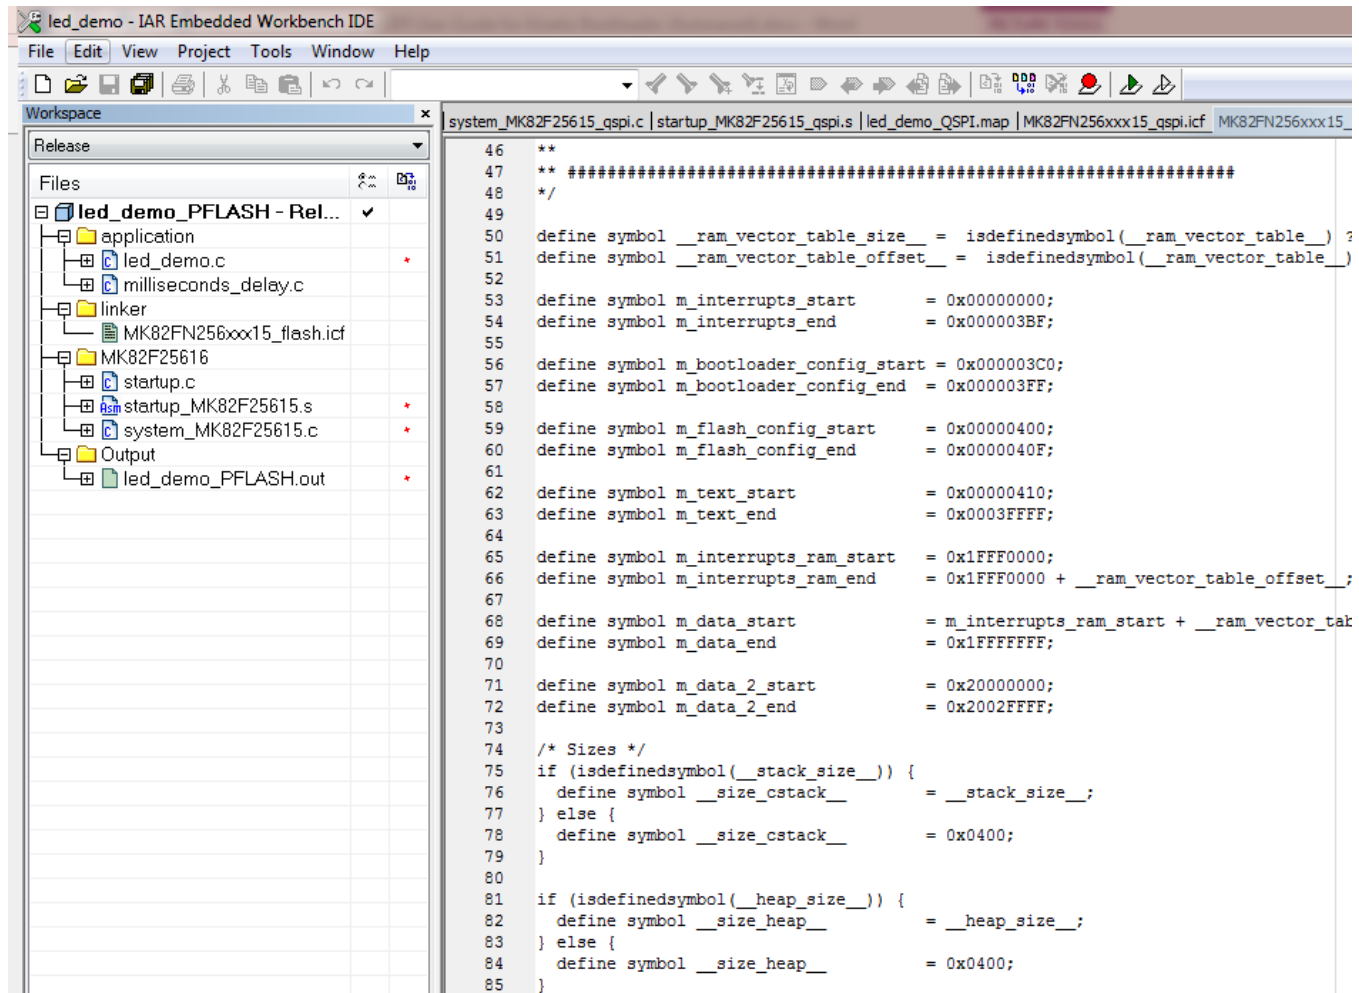 led_demo - IAR Embedded Workbench IDE
File Edit View Project Tools Window Help
Workspace
Release
Files
led_demo_PFLASH - Rel...
application
led_demo.c
milliseconds_delay.c
linker
MK82FN256xxx15_flash.icf
MK82F25616
startup.c
startup_MK82F25615.s
system_MK82F25615.c
Output
led_demo_PFLASH.out
system_MK82F25615_qspi.c | startup_MK82F25615_qspi.s | led_demo_QSPI.map | MK82FN256xxx15_qspi.icf MK82FN256xxx15_
46 **
47 ** ###################################################################
48 */
49
50 define symbol __ram_vector_table_size__ =  isdefinedsymbol(__ram_vector_table__) ?
51 define symbol __ram_vector_table_offset__ =  isdefinedsymbol(__ram_vector_table__)
52
53 define symbol m_interrupts_start       = 0x00000000;
54 define symbol m_interrupts_end         = 0x000003BF;
55
56 define symbol m_bootloader_config_start = 0x000003C0;
57 define symbol m_bootloader_config_end  = 0x000003FF;
58
59 define symbol m_flash_config_start     = 0x00000400;
60 define symbol m_flash_config_end       = 0x0000040F;
61
62 define symbol m_text_start             = 0x00000410;
63 define symbol m_text_end               = 0x0003FFFF;
64
65 define symbol m_interrupts_ram_start   = 0x1FFF0000;
66 define symbol m_interrupts_ram_end     = 0x1FFF0000 + __ram_vector_table_offset__;
67
68 define symbol m_data_start             = m_interrupts_ram_start + __ram_vector_tab
69 define symbol m_data_end               = 0x1FFFFFFF;
70
71 define symbol m_data_2_start           = 0x20000000;
72 define symbol m_data_2_end             = 0x2002FFFF;
73
74 /* Sizes */
75 if (isdefinedsymbol(__stack_size__)) {
76   define symbol __size_cstack__        = __stack_size__;
77 } else {
78   define symbol __size_cstack__        = 0x0400;
79 }
80
81 if (isdefinedsymbol(__heap_size__)) {
82   define symbol __size_heap__          = __heap_size__;
83 } else {
84   define symbol __size_heap__          = 0x0400;
85 }